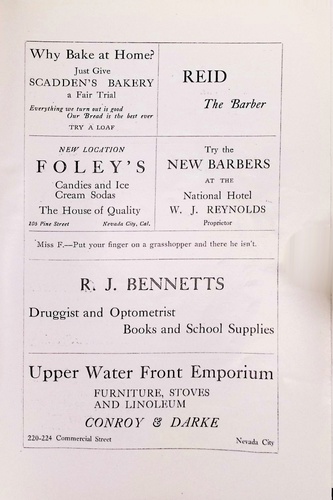 Why Bake at Home?
Just Give
SCADDEN'S BAKERY
a Fair Trial
Everything we turn out is good
Our Bread is the best ever
TRY A LOAF
REID
The Barber
NEW LOCATION
FOLEY'S
Candies and Ice
Cream Sodas
The House of Quality
108 Pine Street Nevada City, Cal.
Try the
NEW BARBERS
AT THE
National Hotel
W. J. REYNOLDS
Proprietor
Miss F.—Put your finger on a grasshopper and there he isn't.
R. J. BENNETTS
Druggist and Optometrist
Books and School Supplies
Upper Water Front Emporium
FURNITURE, STOVES
AND LINOLEUM
CONROY & DARKE
220-224 Commercial Street Nevada City